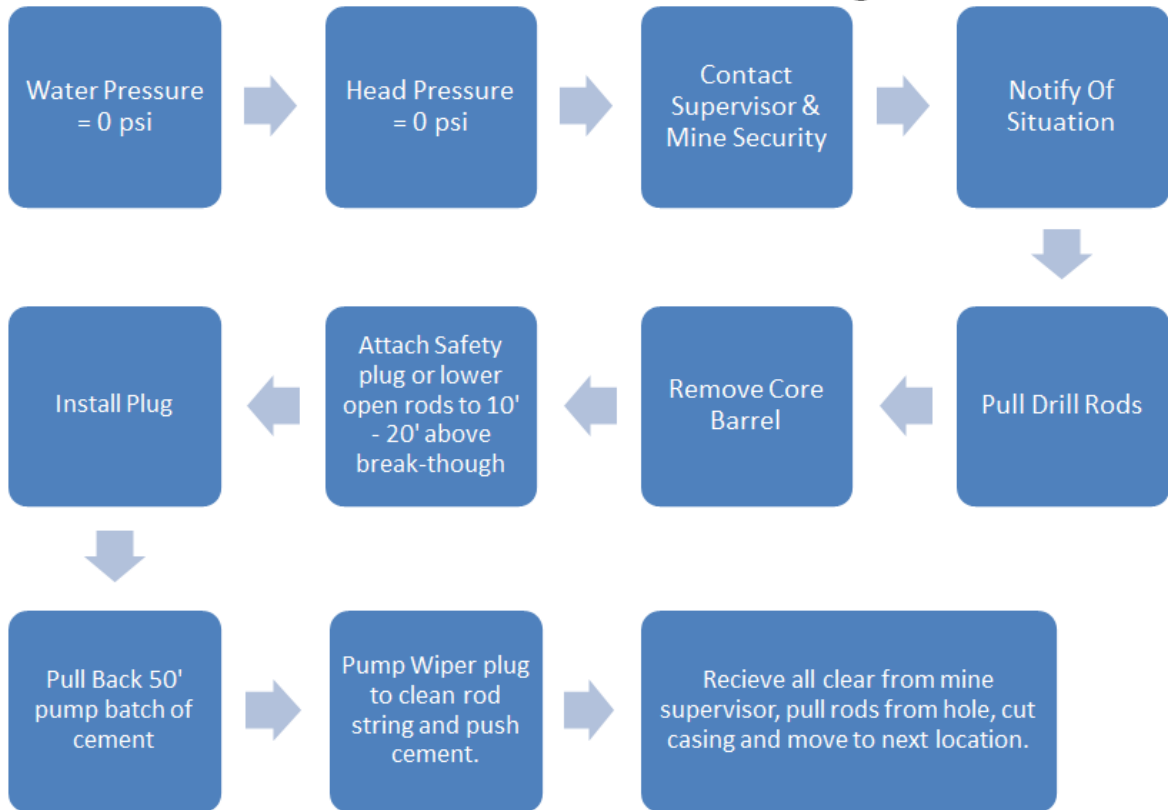 Water Pressure
= 0 psi
Head Pressure
= 0 psi
Contact
Supervisor &
Mine Security
Notify Of
Situation
Pull Drill Rods
Remove Core
Barrel
Attach Safety
plug or lower
open rods to 10'
- 20' above
break-though
Install Plug
Pull Back 50'
pump batch of
cement
Pump Wiper plug
to clean rod
string and push
cement.
Recieve all clear from mine
supervisor, pull rods from hole, cut
casing and move to next location.